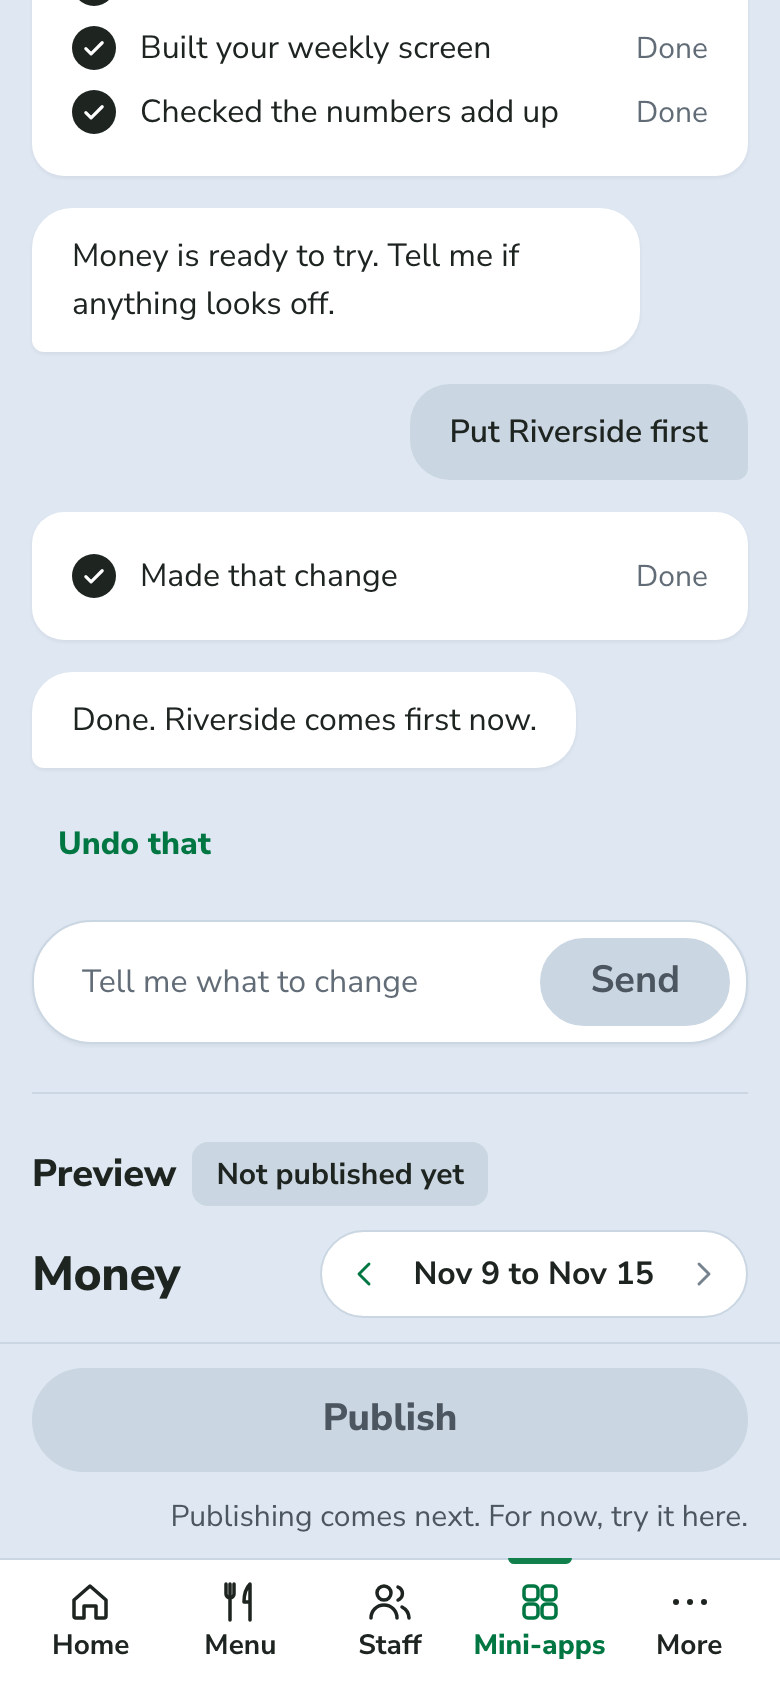 Built your weekly screen Done
Checked the numbers add up Done
Money is ready to try. Tell me if
anything looks off.
Put Riverside first
Made that change Done
Done. Riverside comes first now.
Undo that
Tell me what to change Send
Preview Not published yet
Money Nov 9 to Nov 15
Publish
Publishing comes next. For now, try it here.
Home Menu Staff Mini-apps More